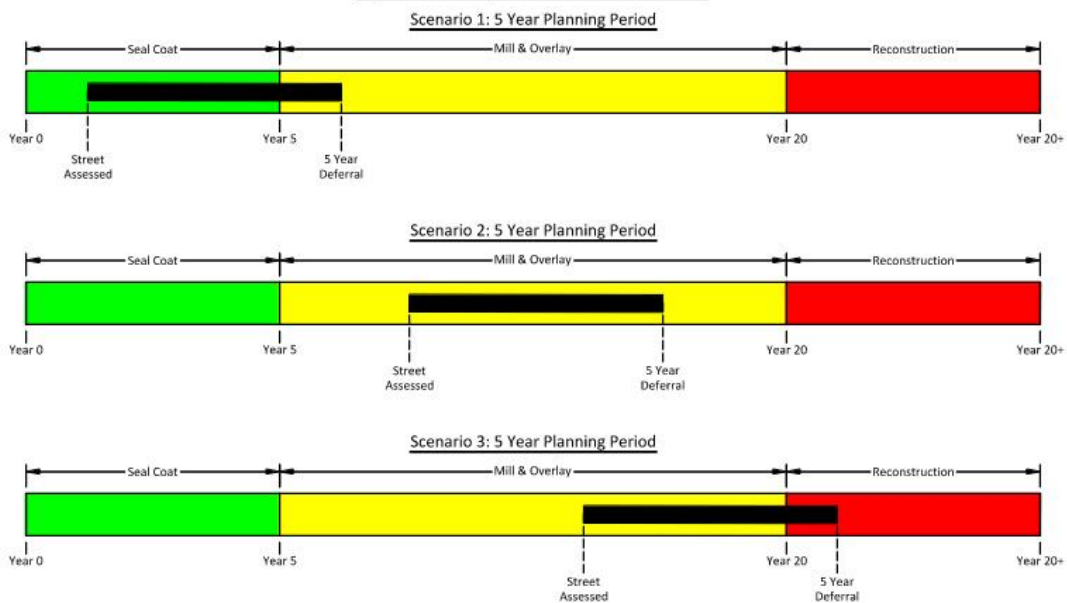 Scenario 1: 5 Year Planning Period
Seal Coat Mill & Overlay Reconstruction
Year 0 Year 5 Year 20 Year 20+
Street 5 Year
Assessed Deferral
Scenario 2: 5 Year Planning Period
Seal Coat Mill & Overlay Reconstruction
Year 0 Year 5 Year 20 Year 20+
Street 5 Year
Assessed Deferral
Scenario 3: 5 Year Planning Period
Seal Coat Mill & Overlay Reconstruction
Year 0 Year 5 Year 20 Year 20+
Street 5 Year
Assessed Deferral